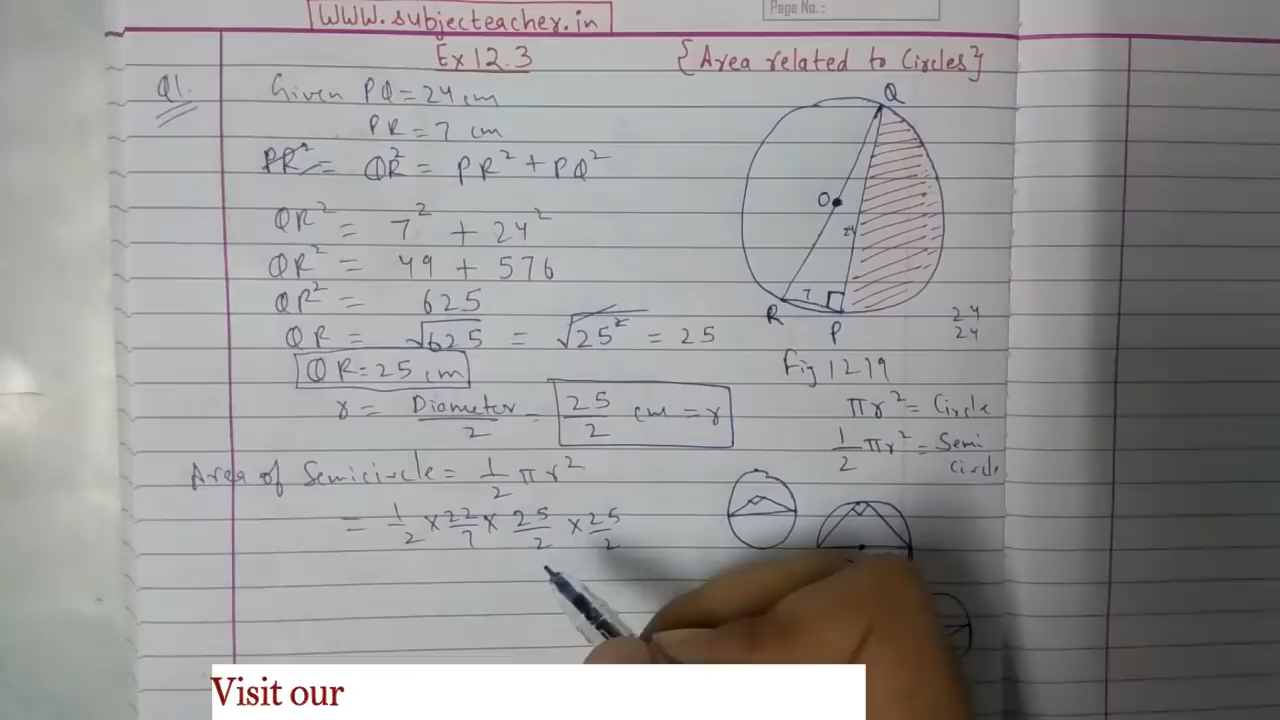 WWW.subjecteacher.in
Page No.:
Ex 12.3
{Area related to Circles}
Q1.
Given PQ = 24 cm
PR = 7 cm
PR² = QR² = PR² + PQ²
QR² = 7² + 24²
QR² = 49 + 576
QR² = 625
QR = √625 = √25² = 25
QR = 25 cm
r = Diameter/2 = 25/2 cm = r
Area of Semicircle = 1/2 πr²
= 1/2 × 22/7 × 25/2 × 25/2
Q
O
24
7
R
P
24
24
Fig 12.19
πr² = Circle
1/2 πr² = Semi
circle
Visit our